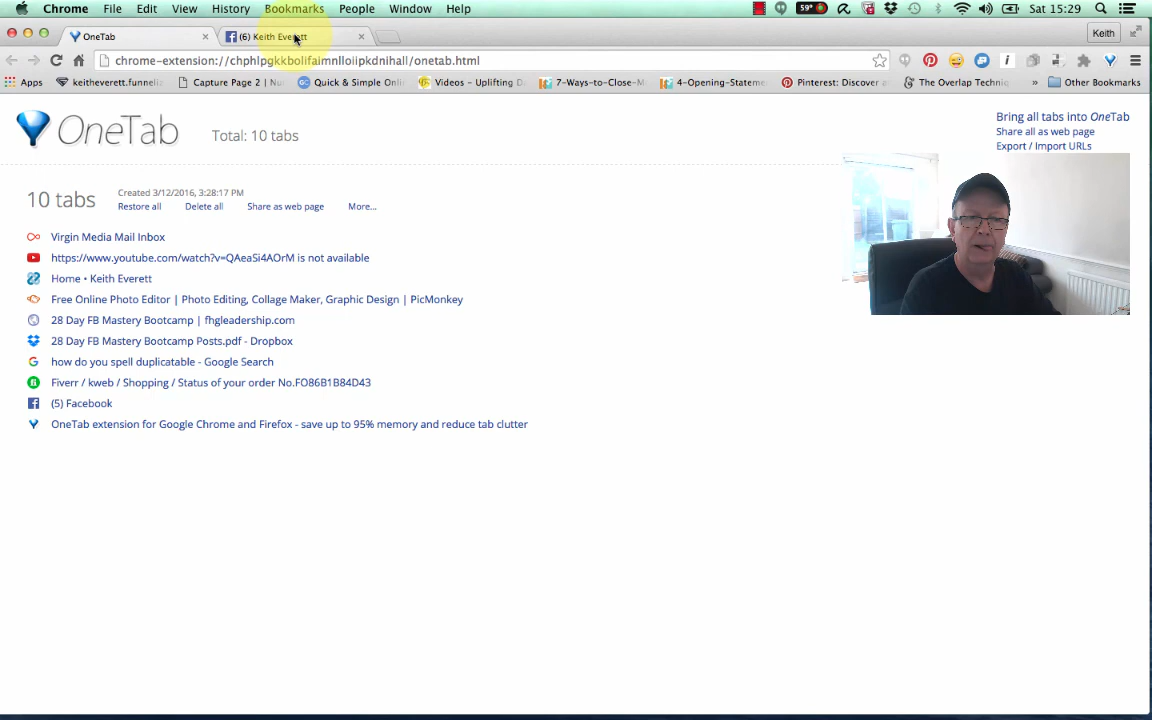 Chrome File Edit View History Bookmarks People Window Help 59° Sat 15:29
OneTab (6) Keith Everett Keith
chrome-extension://chphlpgkkbolifaimnlloiipkdnihall/onetab.html
Apps keitheverett.funneliz Capture Page 2 | Nu GO Quick & Simple Onli Videos - Uplifting Da 7-Ways-to-Close-M 4-Opening-Stateme Pinterest: Discover a The Overlap Techniq » Other Bookmarks
OneTab Total: 10 tabs
Bring all tabs into OneTab
Share all as web page
Export / Import URLs
10 tabs Created 3/12/2016, 3:28:17 PM
Restore all Delete all Share as web page More...
Virgin Media Mail Inbox
https://www.youtube.com/watch?v=QAeaSi4AOrM is not available
Home • Keith Everett
Free Online Photo Editor | Photo Editing, Collage Maker, Graphic Design | PicMonkey
28 Day FB Mastery Bootcamp | fhgleadership.com
28 Day FB Mastery Bootcamp Posts.pdf - Dropbox
how do you spell duplicatable - Google Search
Fiverr / kweb / Shopping / Status of your order No.FO86B1B84D43
(5) Facebook
OneTab extension for Google Chrome and Firefox - save up to 95% memory and reduce tab clutter